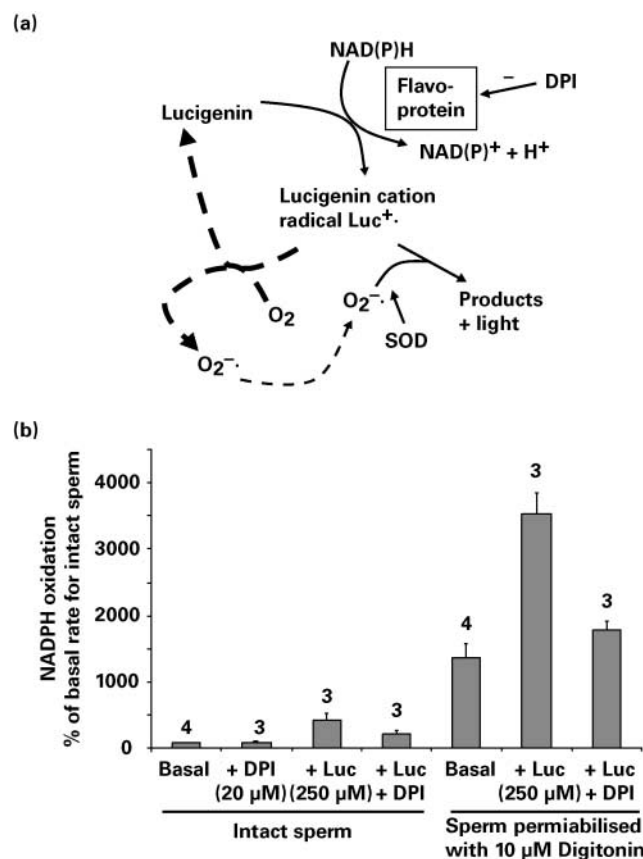 (a)
NAD(P)H
Flavo-
protein
– DPI
Lucigenin
NAD(P)+ + H+
Lucigenin cation
radical Luc+·
O2
O2–·
SOD
Products
+ light
O2–·
(b)
NADPH oxidation
% of basal rate for intact sperm
4000
3000
2000
1000
0
4
3
3
3
4
3
3
Basal
+ DPI
(20 µM)
+ Luc
(250 µM)
+ Luc
+ DPI
Basal
+ Luc
(250 µM)
+ Luc
+ DPI
Intact sperm
Sperm permiabilised
with 10 µM Digitonin